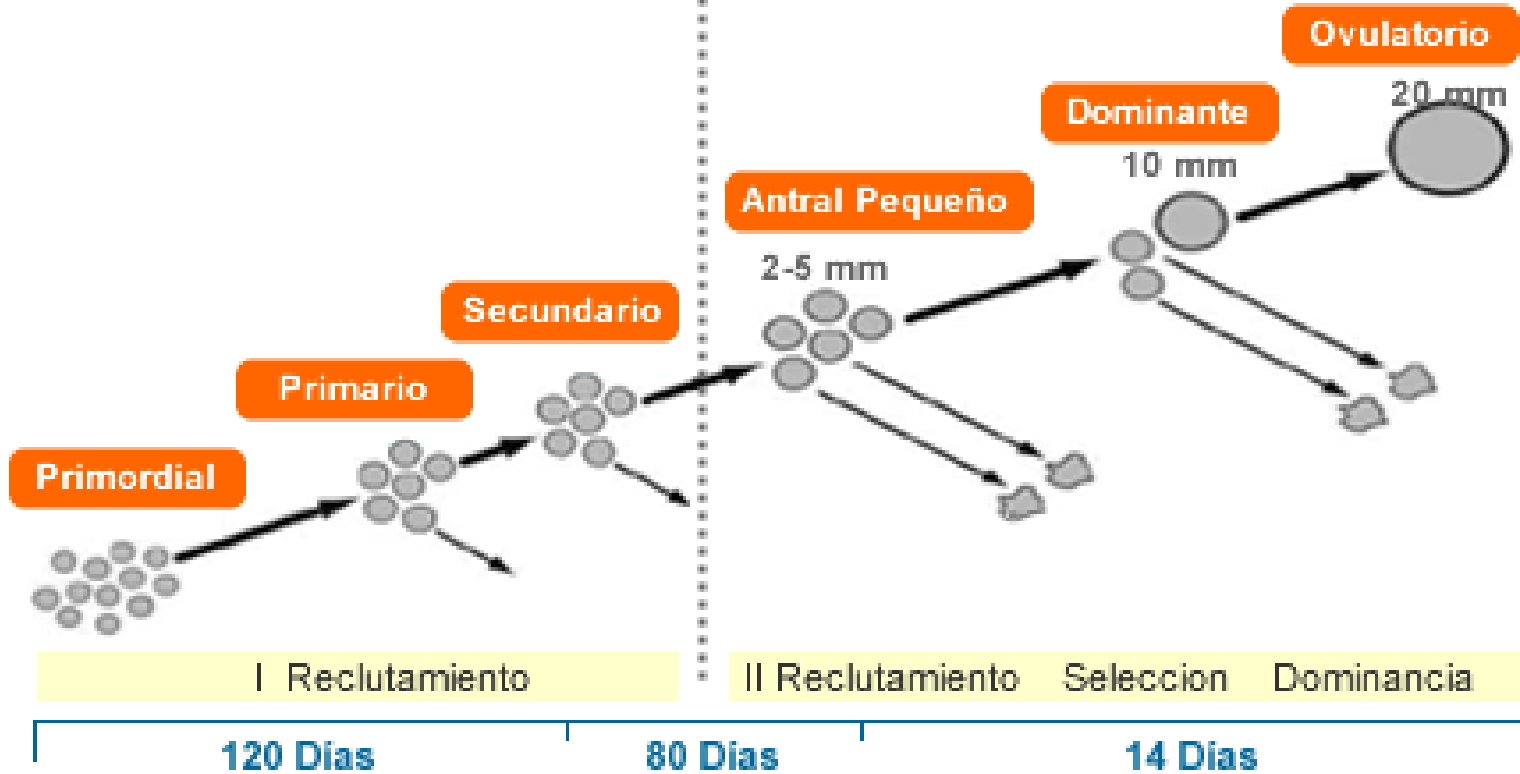 Ovulatorio
20 mm
Dominante
10 mm
Antral Pequeño
2-5 mm
Secundario
Primario
Primordial
I Reclutamiento
II Reclutamiento Seleccion Dominancia
120 Dias 80 Dias 14 Dias